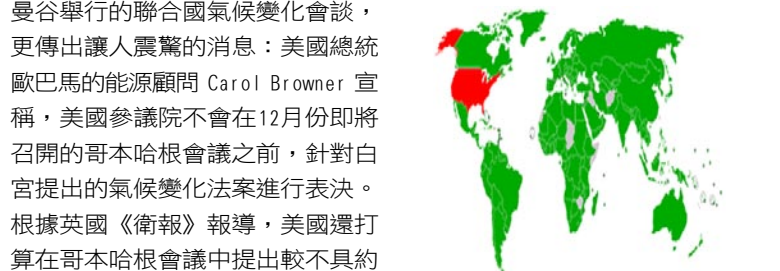 曼谷舉行的聯合國氣候變化會談，
更傳出讓人震驚的消息：美國總統
歐巴馬的能源顧問 Carol Browner 宣
稱，美國參議院不會在12月份即將
召開的哥本哈根會議之前，針對白
宮提出的氣候變化法案進行表決。
根據英國《衛報》報導，美國還打
算在哥本哈根會議中提出較不具約